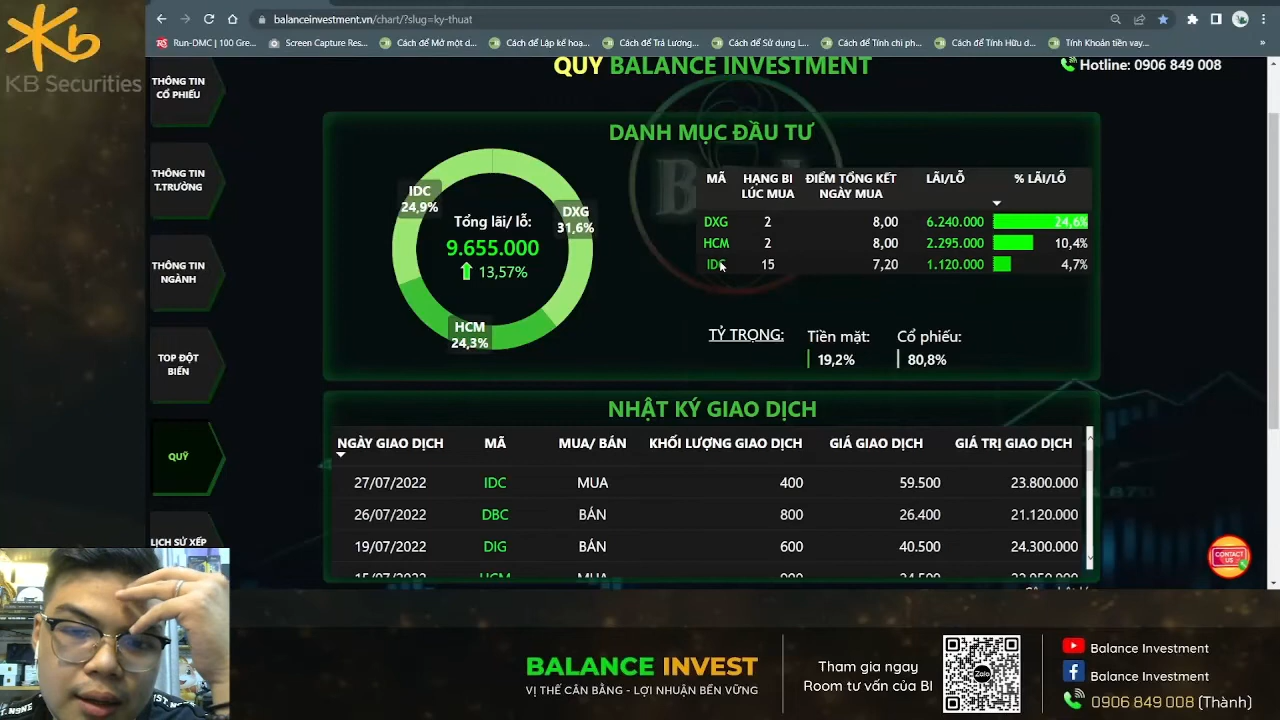 KB Securities
balanceinvestment.vn/chart/?slug=ky-thuat
Run-DMC | 100 Gre...
Screen Capture Res...
Cách để Mở một d...
Cách để Lập kế hoạ...
Cách để Trả Lương...
Cách để Sử dụng L...
Cách để Tính chi ph...
Cách để Tính Hữu d...
Tính Khoản tiền vay...
QUỸ BALANCE INVESTMENT
Hotline: 0906 849 008
THÔNG TIN
CỔ PHIẾU
THÔNG TIN
T.TRƯỜNG
THÔNG TIN
NGÀNH
TOP ĐỘT
BIẾN
QUỸ
LỊCH SỬ XẾP
DANH MỤC ĐẦU TƯ
IDC
24,9%
DXG
31,6%
HCM
24,3%
Tổng lãi/ lỗ:
9.655.000
13,57%
MÃ HẠNG BI LÚC MUA ĐIỂM TỔNG KẾT NGÀY MUA LÃI/LỖ % LÃI/LỖ
DXG 2 8,00 6.240.000 24,6%
HCM 2 8,00 2.295.000 10,4%
IDC 15 7,20 1.120.000 4,7%
TỶ TRỌNG: Tiền mặt: Cổ phiếu:
19,2% 80,8%
NHẬT KÝ GIAO DỊCH
NGÀY GIAO DỊCH MÃ MUA/ BÁN KHỐI LƯỢNG GIAO DỊCH GIÁ GIAO DỊCH GIÁ TRỊ GIAO DỊCH
27/07/2022 IDC MUA 400 59.500 23.800.000
26/07/2022 DBC BÁN 800 26.400 21.120.000
19/07/2022 DIG BÁN 600 40.500 24.300.000
15/07/2022 HCM MUA
CONTACT
US
BALANCE INVEST
VỊ THẾ CÂN BẰNG - LỢI NHUẬN BỀN VỮNG
Tham gia ngay
Room tư vấn của BI
Zalo
Balance Investment
Balance Investment
0906 849 008 (Thành)